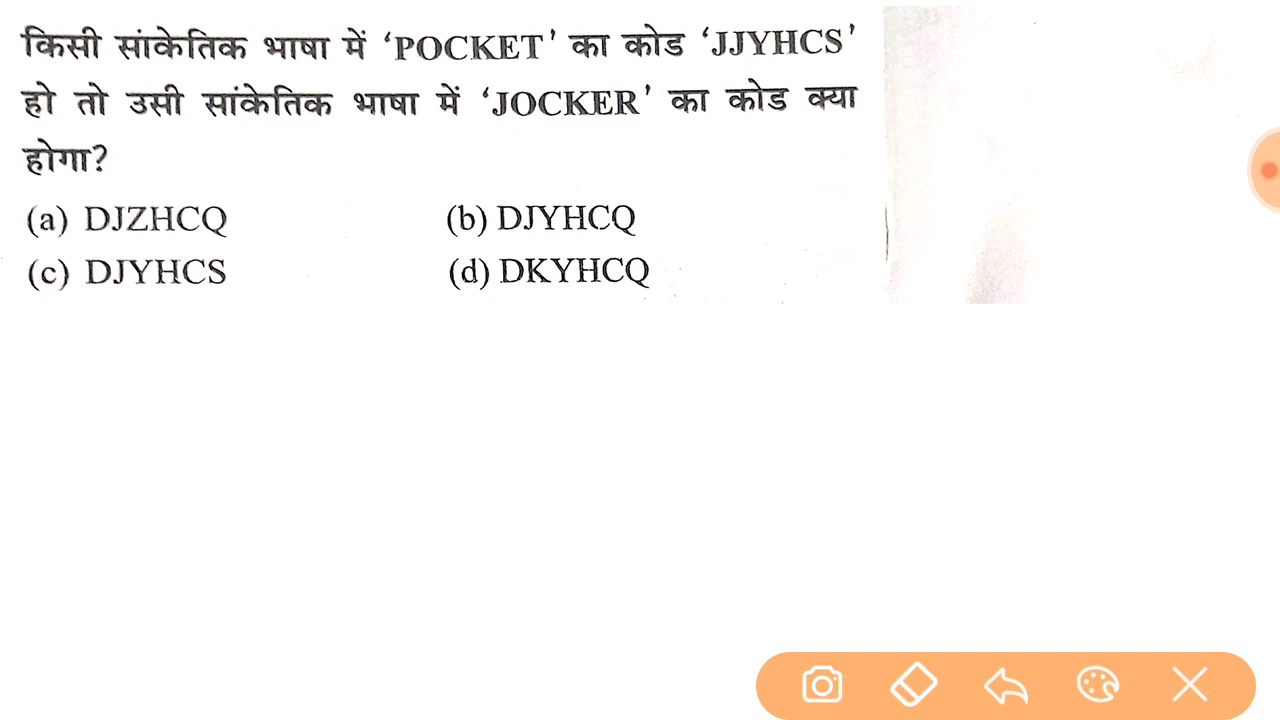 किसी सांकेतिक भाषा में ‘POCKET’ का कोड ‘JJYHCS’
हो तो उसी सांकेतिक भाषा में ‘JOCKER’ का कोड क्या
होगा?
(a) DJZHCQ (b) DJYHCQ
(c) DJYHCS (d) DKYHCQ